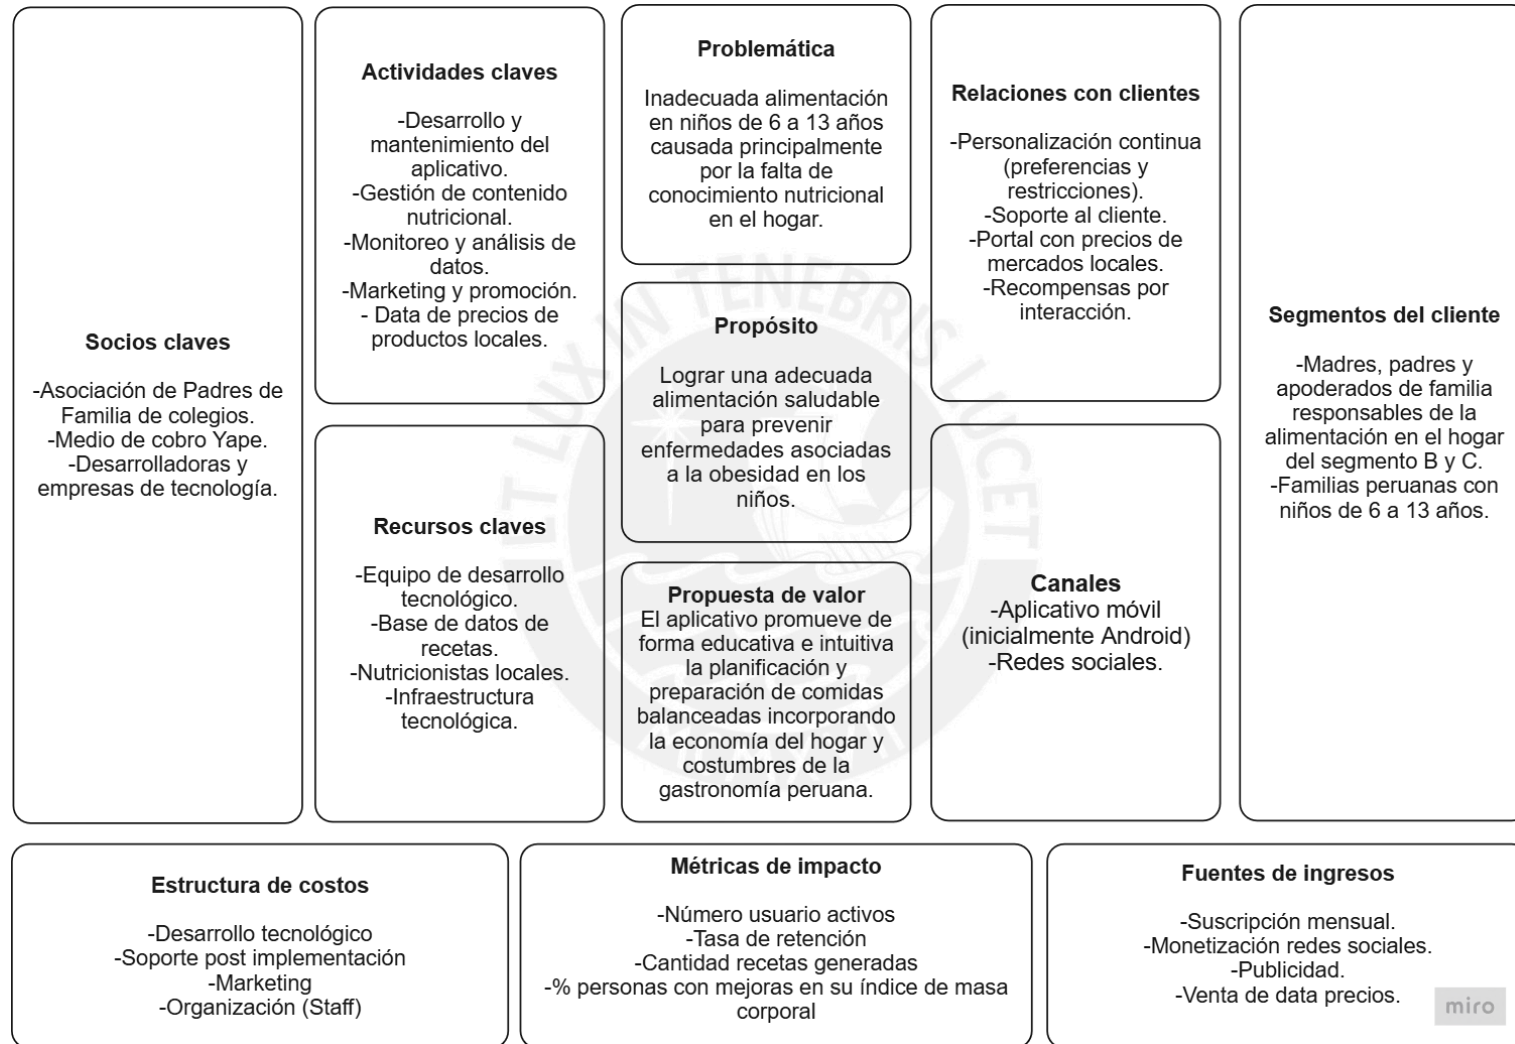 Socios claves
-Asociación de Padres de
Familia de colegios.
-Medio de cobro Yape.
-Desarrolladoras y
empresas de tecnología.
Actividades claves
-Desarrollo y
mantenimiento del
aplicativo.
-Gestión de contenido
nutricional.
-Monitoreo y análisis de
datos.
-Marketing y promoción.
- Data de precios de
productos locales.
Recursos claves
-Equipo de desarrollo
tecnológico.
-Base de datos de
recetas.
-Nutricionistas locales.
-Infraestructura
tecnológica.
Problemática
Inadecuada alimentación
en niños de 6 a 13 años
causada principalmente
por la falta de
conocimiento nutricional
en el hogar.
Propósito
Lograr una adecuada
alimentación saludable
para prevenir
enfermedades asociadas
a la obesidad en los
niños.
Propuesta de valor
El aplicativo promueve de
forma educativa e intuitiva
la planificación y
preparación de comidas
balanceadas incorporando
la economía del hogar y
costumbres de la
gastronomía peruana.
Relaciones con clientes
-Personalización continua
(preferencias y
restricciones).
-Soporte al cliente.
-Portal con precios de
mercados locales.
-Recompensas por
interacción.
Canales
-Aplicativo móvil
(inicialmente Android)
-Redes sociales.
Segmentos del cliente
-Madres, padres y
apoderados de familia
responsables de la
alimentación en el hogar
del segmento B y C.
-Familias peruanas con
niños de 6 a 13 años.
Estructura de costos
-Desarrollo tecnológico
-Soporte post implementación
-Marketing
-Organización (Staff)
Métricas de impacto
-Número usuario activos
-Tasa de retención
-Cantidad recetas generadas
-% personas con mejoras en su índice de masa
corporal
Fuentes de ingresos
-Suscripción mensual.
-Monetización redes sociales.
-Publicidad.
-Venta de data precios.
miro
ET LUX IN TENEBRIS LUCET